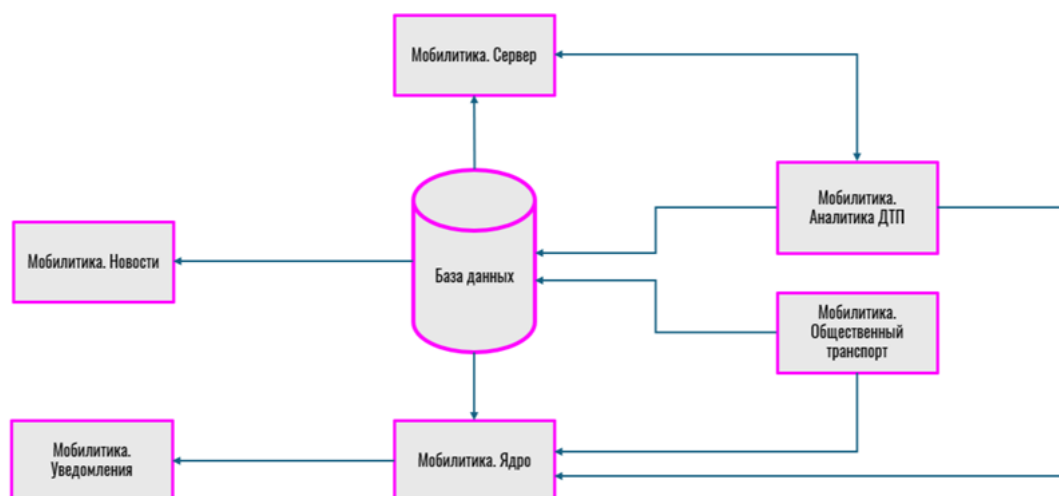 Мобилитика. Сервер
Мобилитика.
Аналитика ДТП
Мобилитика. Новости
База данных
Мобилитика.
Общественный
транспорт
Мобилитика.
Уведомления
Мобилитика. Ядро